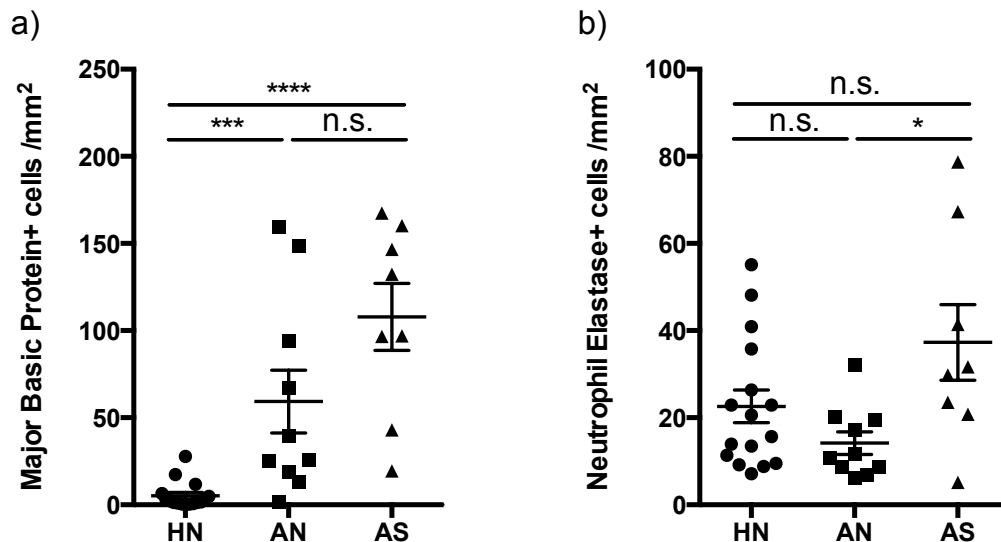 a)
Major Basic Protein+ cells /mm²
250
200
150
100
50
0
****
***
n.s.
HN
AN
AS
b)
Neutrophil Elastase+ cells/mm²
100
80
60
40
20
0
n.s.
n.s.
*
HN
AN
AS